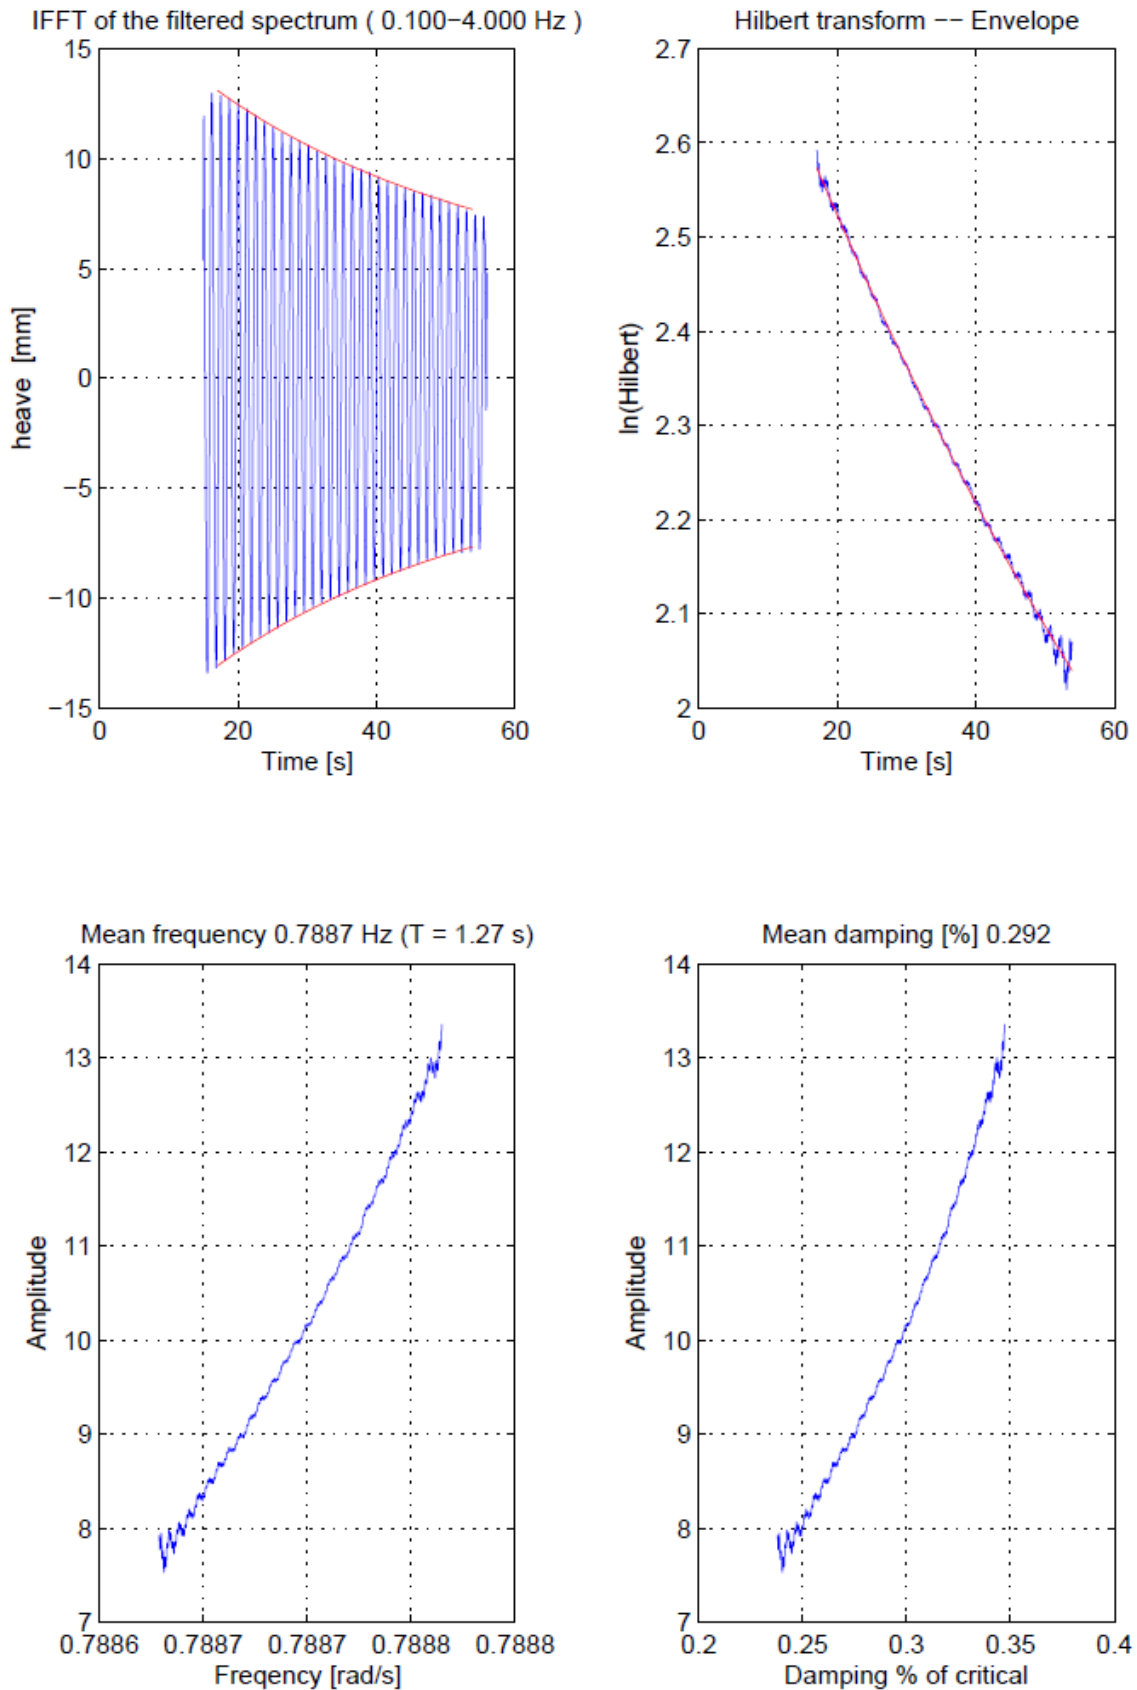 IFFT of the filtered spectrum ( 0.100−4.000 Hz )
15
10
5
0
−5
−10
−15
heave [mm]
0 20 40 60
Time [s]
Hilbert transform −− Envelope
2.7
2.6
2.5
2.4
2.3
2.2
2.1
2
ln(Hilbert)
0 20 40 60
Time [s]
Mean frequency 0.7887 Hz (T = 1.27 s)
14
13
12
11
10
9
8
7
Amplitude
0.7886 0.7887 0.7887 0.7888 0.7888
Freqency [rad/s]
Mean damping [%] 0.292
14
13
12
11
10
9
8
7
Amplitude
0.2 0.25 0.3 0.35 0.4
Damping % of critical